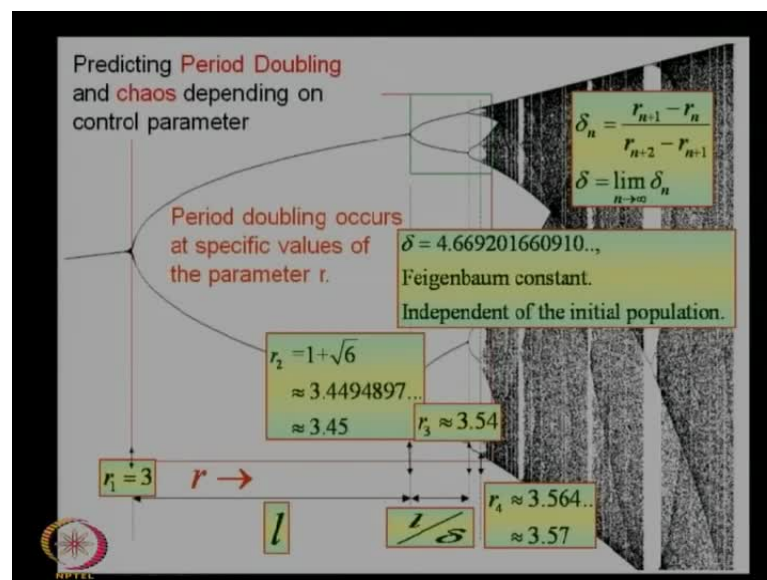 Predicting Period Doubling
and chaos depending on
control parameter
δₙ = (rₙ₊₁ − rₙ) / (rₙ₊₂ − rₙ₊₁)
δ = lim δₙ
n→∞
Period doubling occurs
at specific values of
the parameter r.
δ = 4.669201660910..,
Feigenbaum constant.
Independent of the initial population.
r₂ = 1+√6
≈ 3.4494897..
≈ 3.45
r₃ ≈ 3.54
r₁ = 3
r →
l
l/δ
r₄ ≈ 3.564..
≈ 3.57
NPTEL